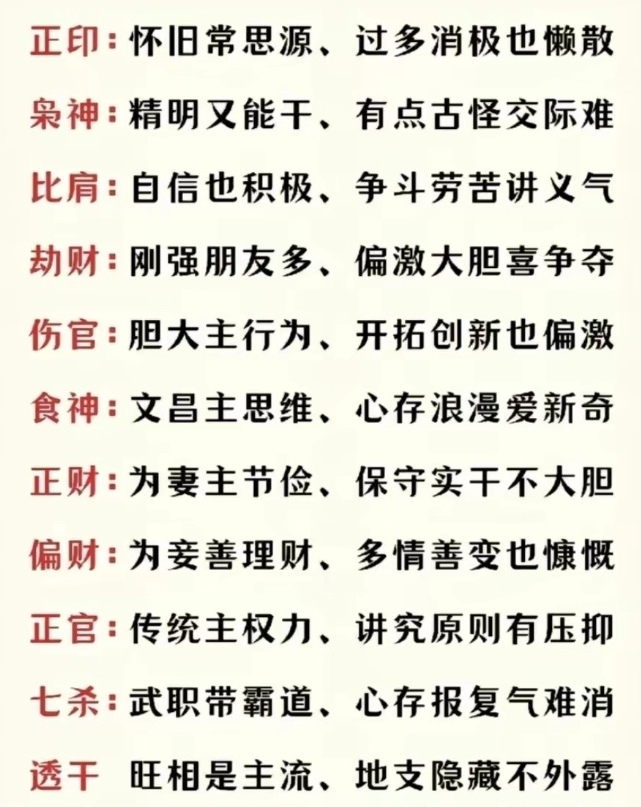 正印：怀旧常思源、过多消极也懒散
枭神：精明又能干、有点古怪交际难
比肩：自信也积极、争斗劳苦讲义气
劫财：刚强朋友多、偏激大胆喜争夺
伤官：胆大主行为、开拓创新也偏激
食神：文昌主思维、心存浪漫爱新奇
正财：为妻主节俭、保守实干不大胆
偏财：为妾善理财、多情善变也慷慨
正官：传统主权力、讲究原则有压抑
七杀：武职带霸道、心存报复气难消
透干 旺相是主流、地支隐藏不外露